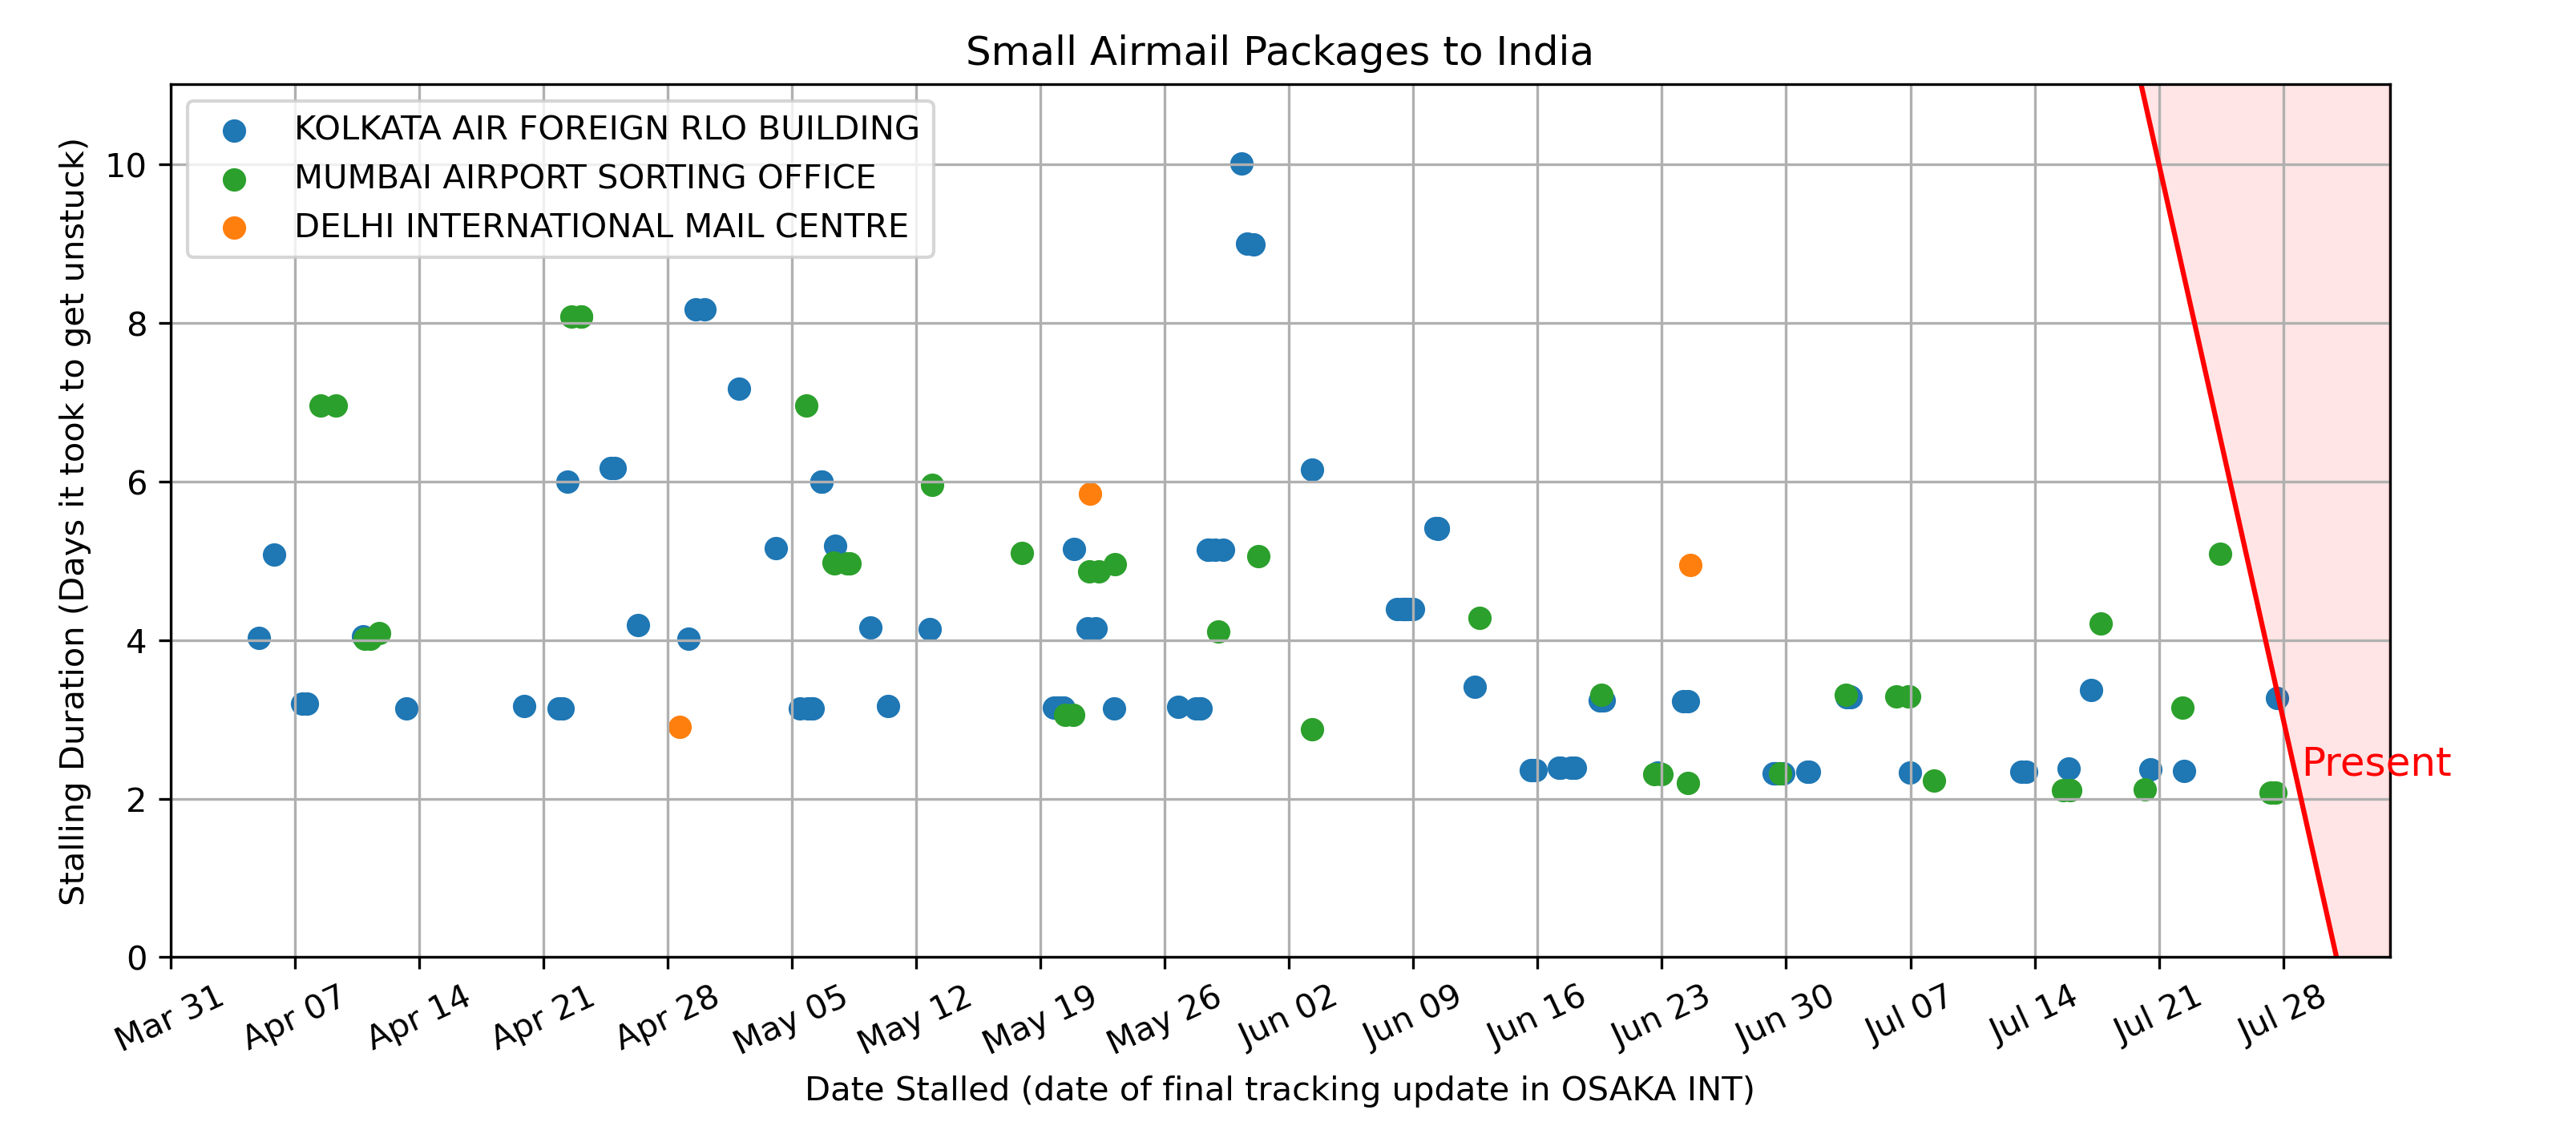 Small Airmail Packages to India
KOLKATA AIR FOREIGN RLO BUILDING
MUMBAI AIRPORT SORTING OFFICE
DELHI INTERNATIONAL MAIL CENTRE
Stalling Duration (Days it took to get unstuck)
10
8
6
4
2
0
Present
Mar 31
Apr 07
Apr 14
Apr 21
Apr 28
May 05
May 12
May 19
May 26
Jun 02
Jun 09
Jun 16
Jun 23
Jun 30
Jul 07
Jul 14
Jul 21
Jul 28
Date Stalled (date of final tracking update in OSAKA INT)